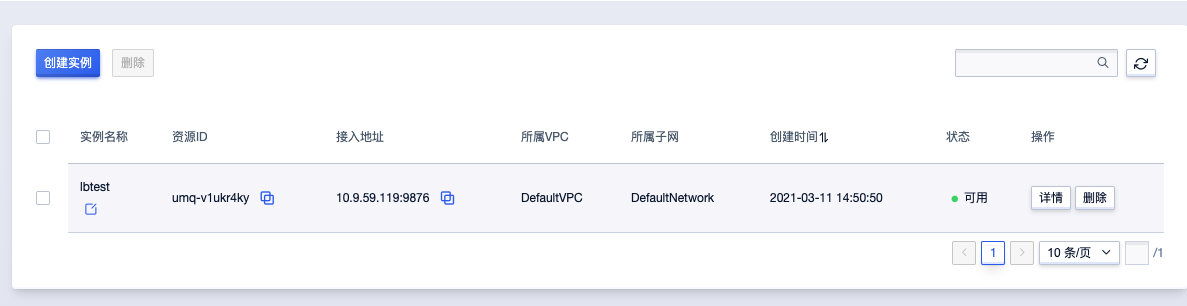 创建实例 删除
实例名称 资源ID 接入地址 所属VPC 所属子网 创建时间 状态 操作
lbtest umq-v1ukr4ky 10.9.59.119:9876 DefaultVPC DefaultNetwork 2021-03-11 14:50:50 可用 详情 删除
1 10 条/页 /1